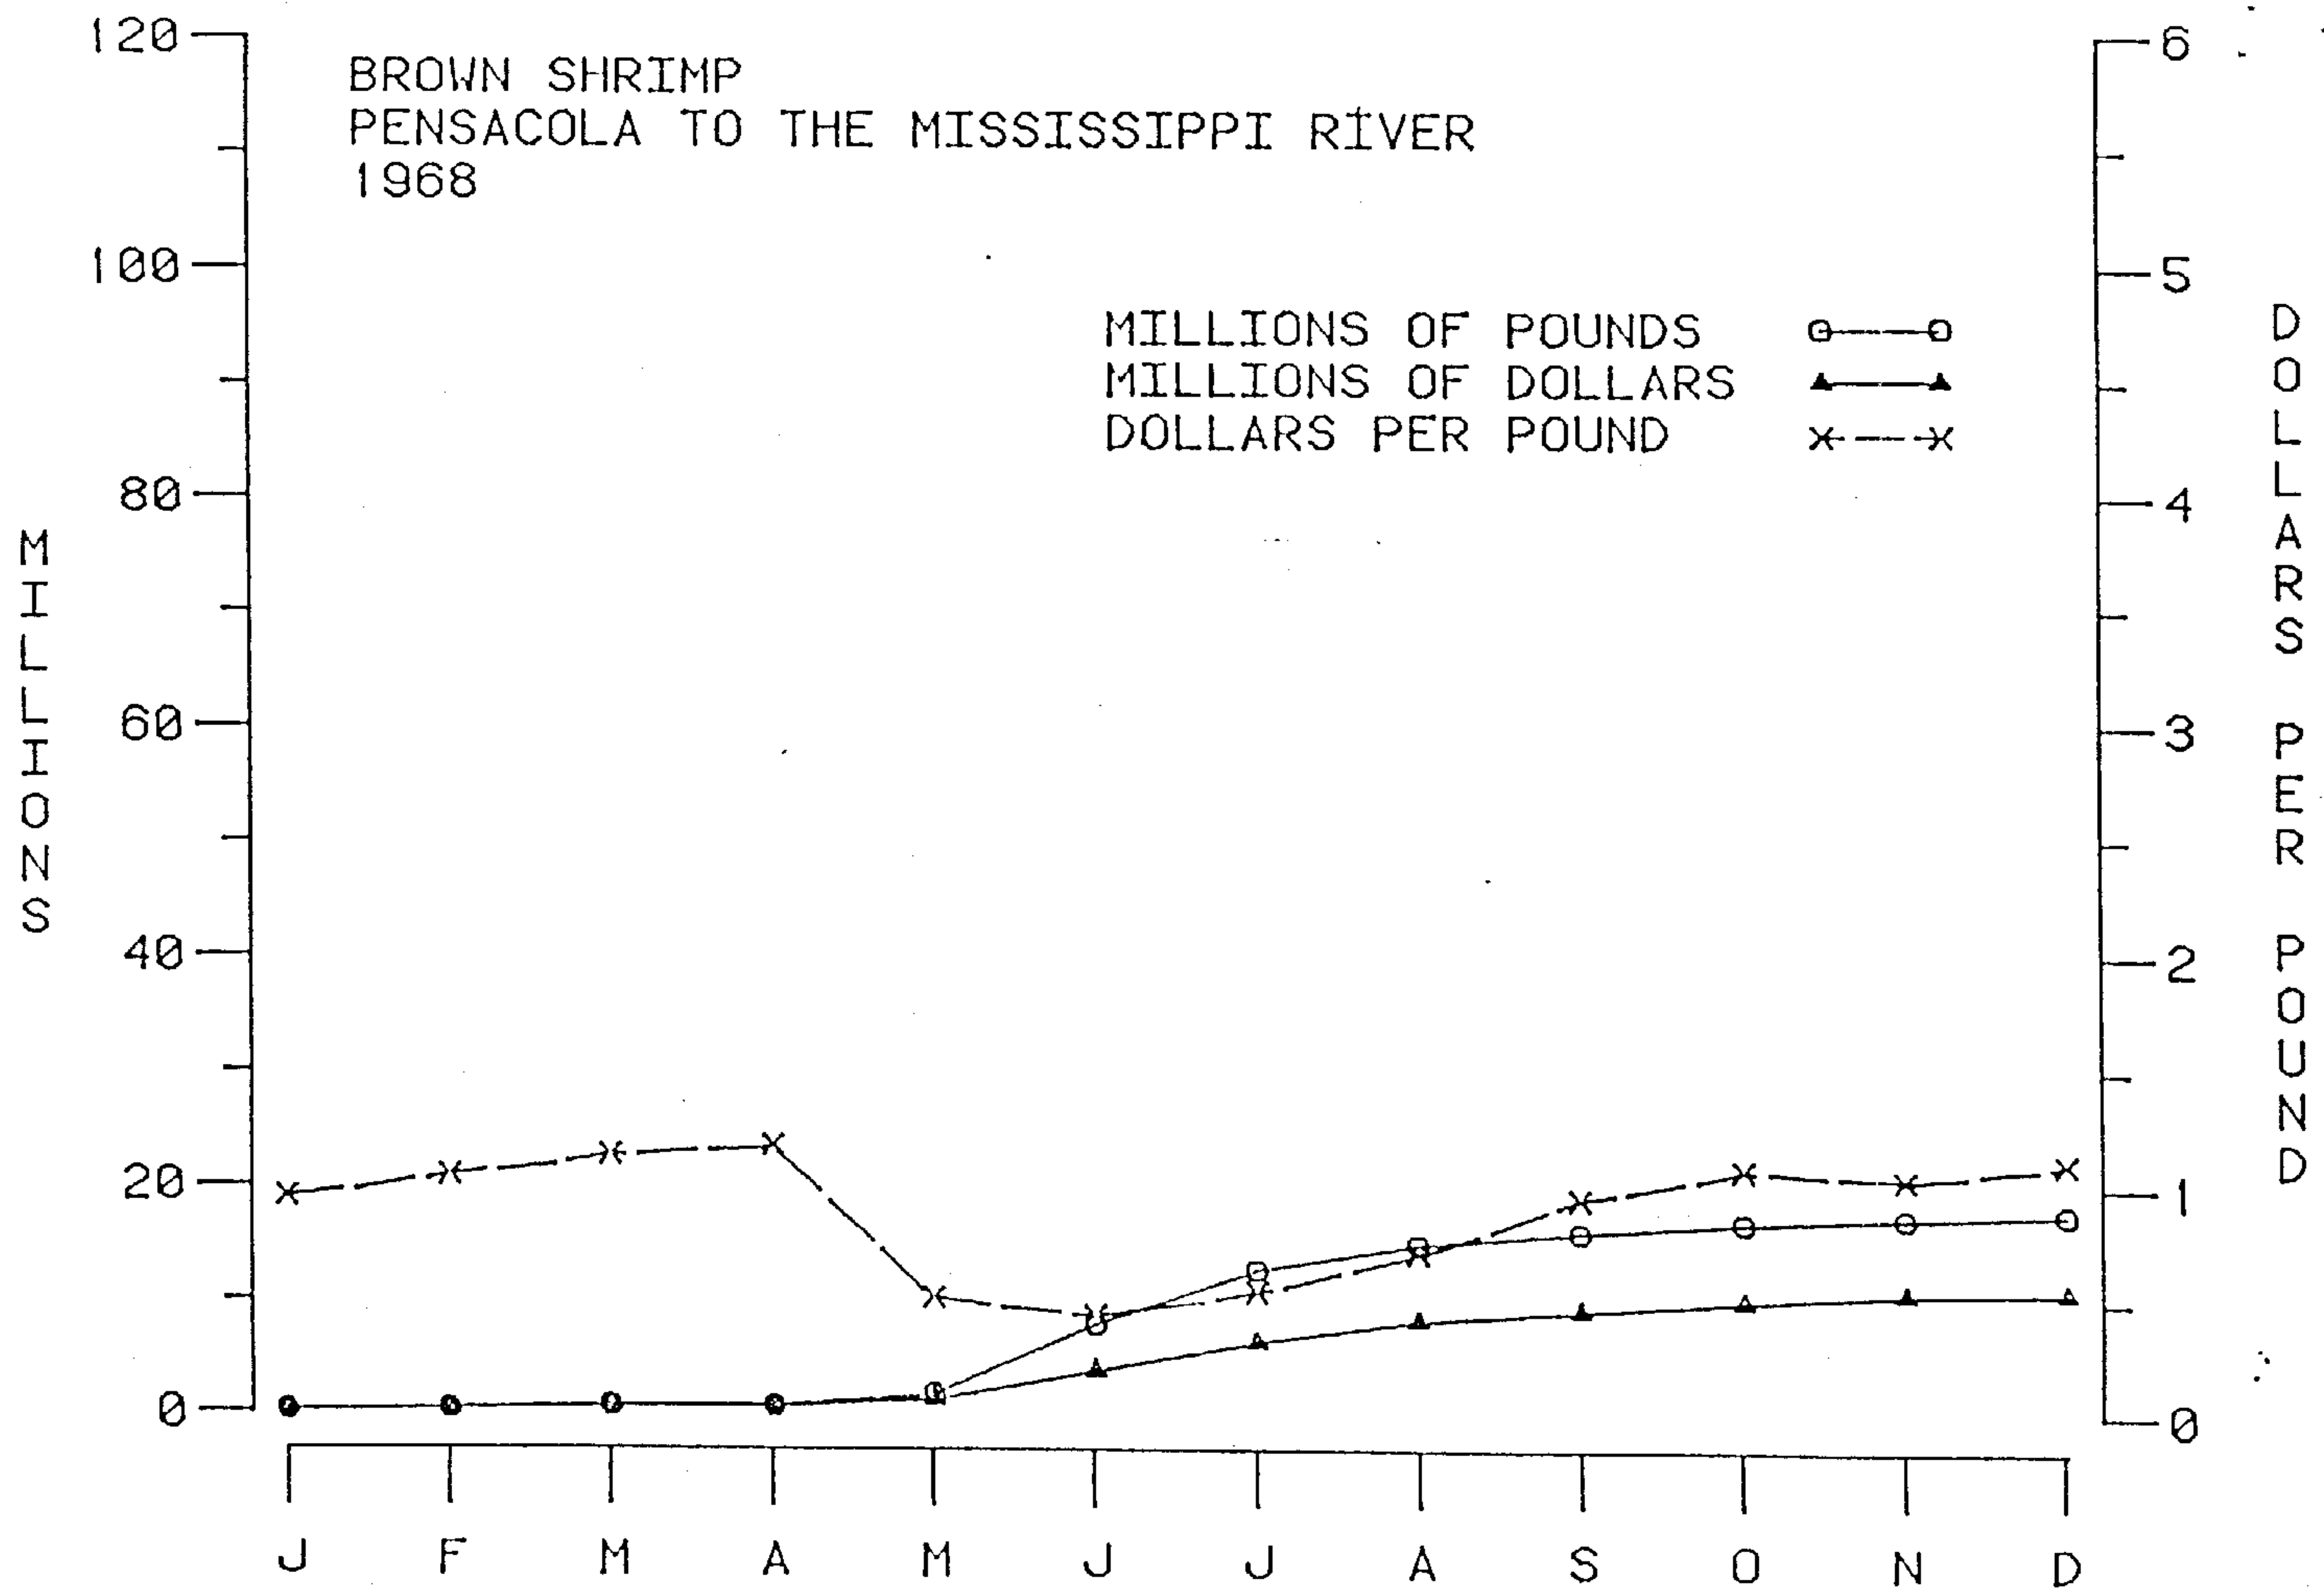 BROWN SHRIMP
PENSACOLA TO THE MISSISSIPPI RIVER
1968
MILLIONS OF POUNDS
MILLIONS OF DOLLARS
DOLLARS PER POUND
MILLIONS
120
100
80
60
40
20
0
DOLLARS PER POUND
6
5
4
3
2
1
0
J F M A M J J A S O N D